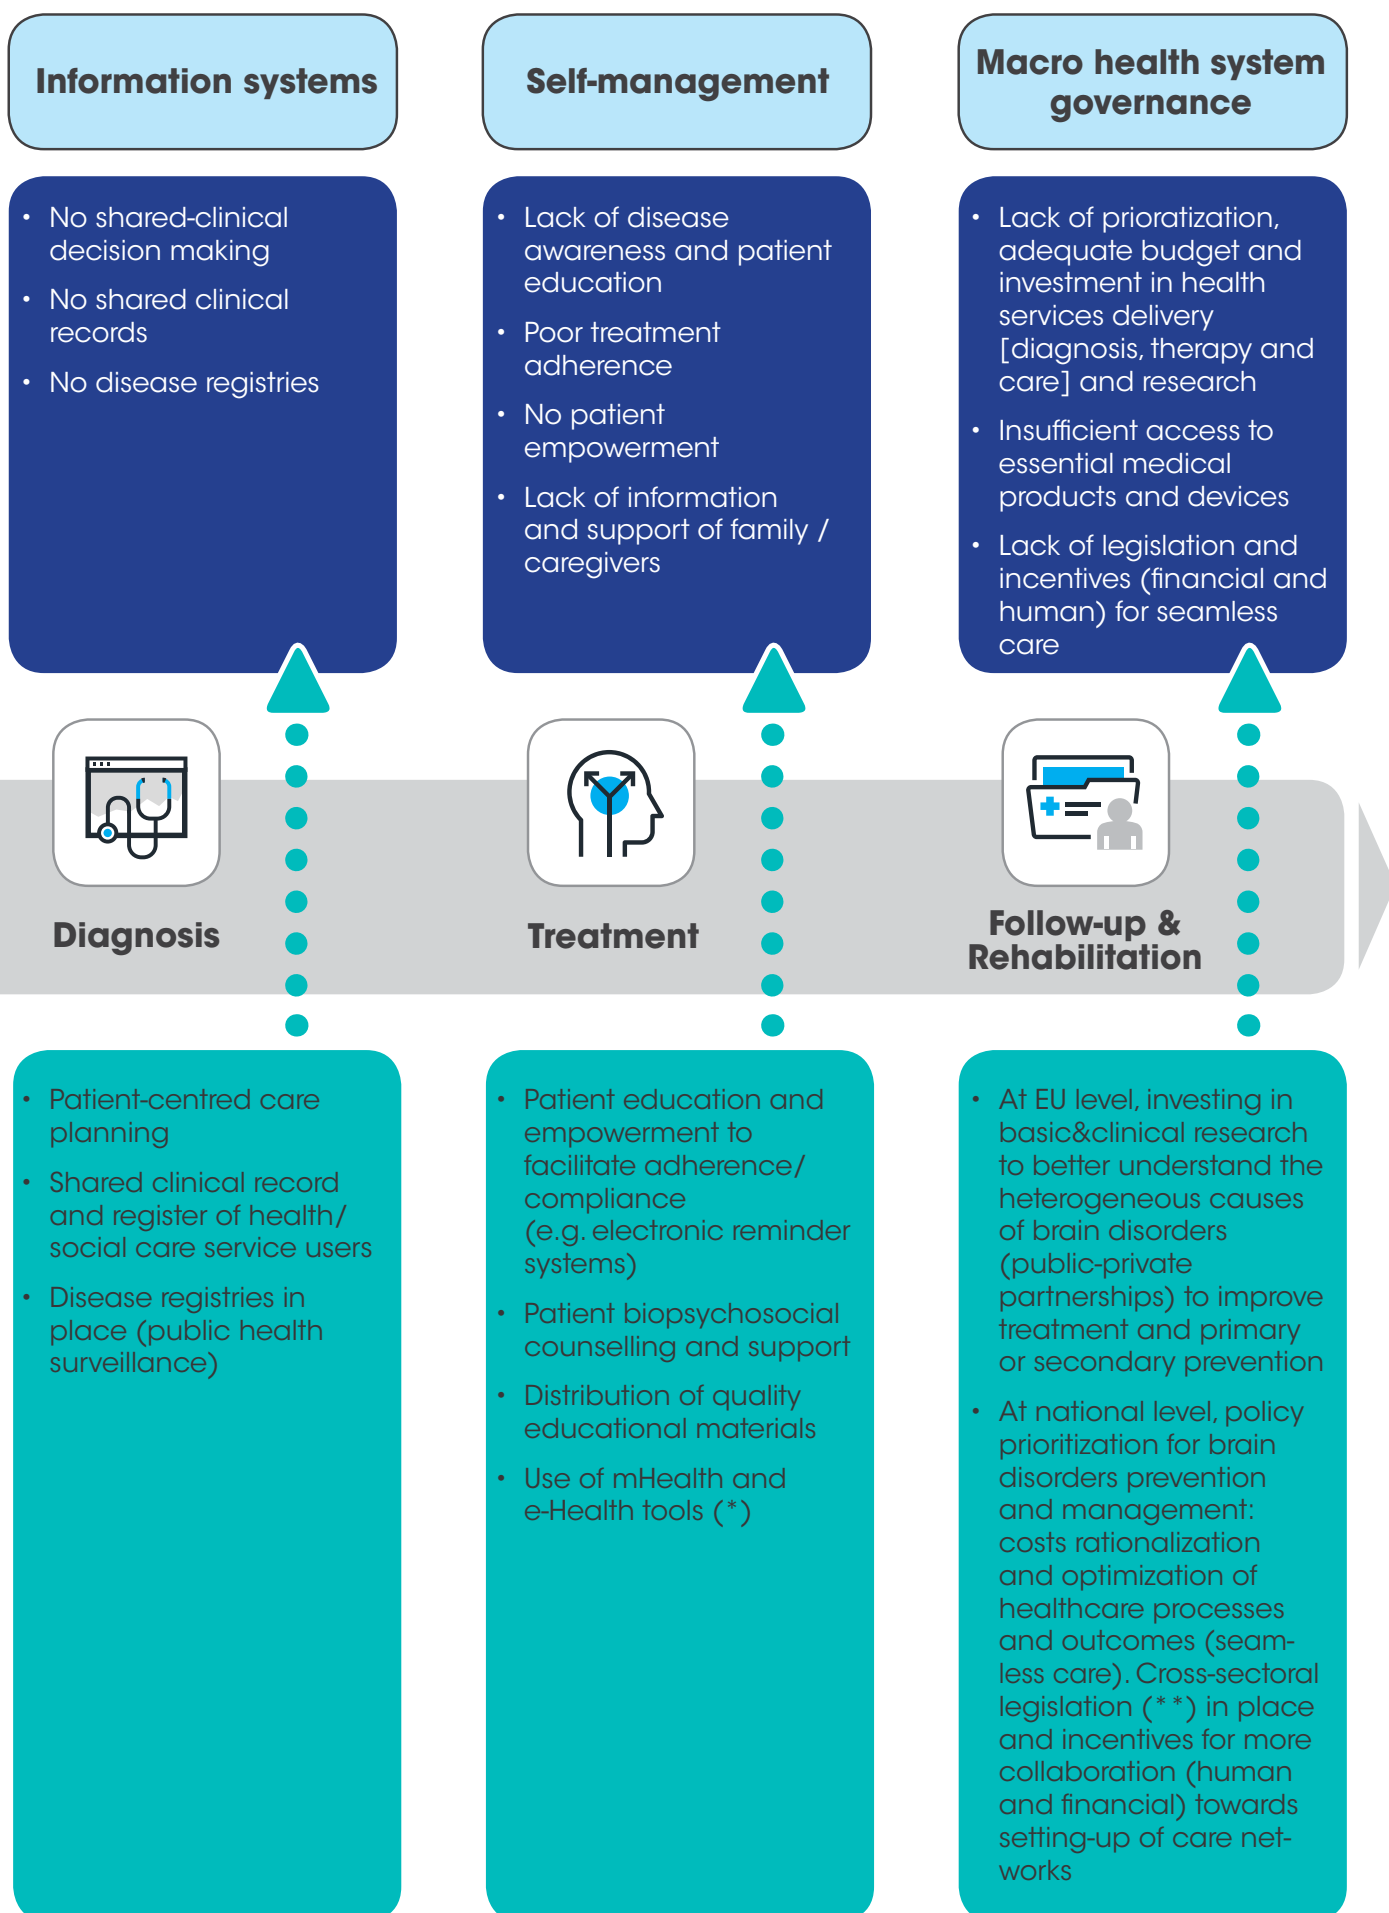 Information systems
Self-management
Macro health system
governance
• No shared-clinical
decision making
• No shared clinical
records
• No disease registries
• Lack of disease
awareness and patient
education
• Poor treatment
adherence
• No patient
empowerment
• Lack of information
and support of family /
caregivers
• Lack of prioratization,
adequate budget and
investment in health
services delivery
[diagnosis, therapy and
care] and research
• Insufficient access to
essential medical
products and devices
• Lack of legislation and
incentives (financial and
human) for seamless
care
Diagnosis
Treatment
Follow-up &
Rehabilitation
• Patient-centred care
planning
• Shared clinical record
and register of health/
social care service users
• Disease registries in
place (public health
surveillance)
• Patient education and
empowerment to
facilitate adherence/
compliance
(e.g. electronic reminder
systems)
• Patient biopsychosocial
counselling and support
• Distribution of quality
educational materials
• Use of mHealth and
e-Health tools (*)
• At EU level, investing in
basic&clinical research
to better understand the
heterogeneous causes
of brain disorders
(public-private
partnerships) to improve
treatment and primary
or secondary prevention
• At national level, policy
prioritization for brain
disorders prevention
and management:
costs rationalization
and optimization of
healthcare processes
and outcomes (seam-
less care). Cross-sectoral
legislation (**) in place
and incentives for more
collaboration (human
and financial) towards
setting-up of care net-
works